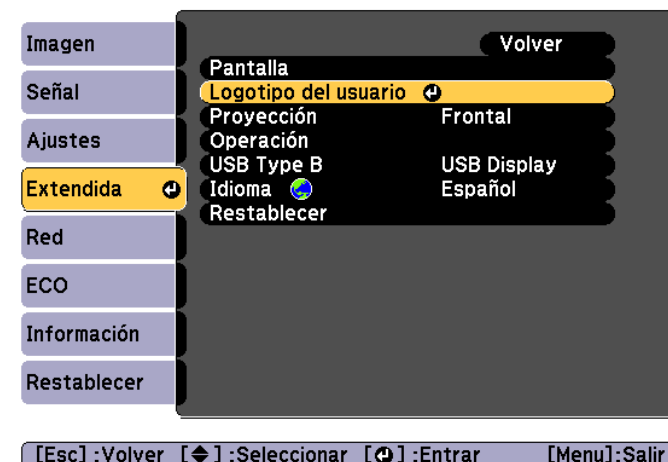 Imagen
Señal
Ajustes
Extendida
Red
ECO
Información
Restablecer
Volver
Pantalla
Logotipo del usuario
Proyección Frontal
Operación
USB Type B USB Display
Idioma Español
Restablecer
[Esc] :Volver [◆] :Seleccionar [↵] :Entrar [Menu]:Salir